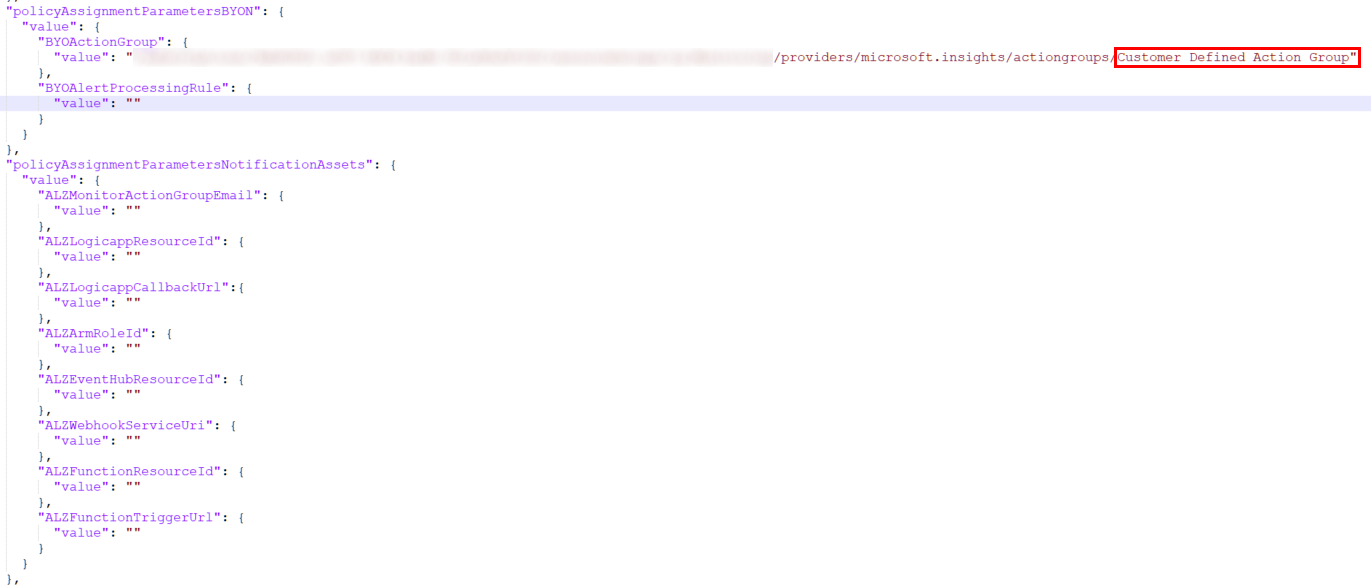 "policyAssignmentParametersBYON": {
"value": {
"BYOActionGroup": {
"value": "/providers/microsoft.insights/actiongroups/Customer Defined Action Group"
},
"BYOAlertProcessingRule": {
"value": ""
}
}
},
"policyAssignmentParametersNotificationAssets": {
"value": {
"ALZMonitorActionGroupEmail": {
"value": ""
},
"ALZLogicappResourceId": {
"value": ""
},
"ALZLogicappCallbackUrl":{
"value": ""
},
"ALZArmRoleId": {
"value": ""
},
"ALZEventHubResourceId": {
"value": ""
},
"ALZWebhookServiceUri": {
"value": ""
},
"ALZFunctionResourceId": {
"value": ""
},
"ALZFunctionTriggerUrl": {
"value": ""
}
}
},